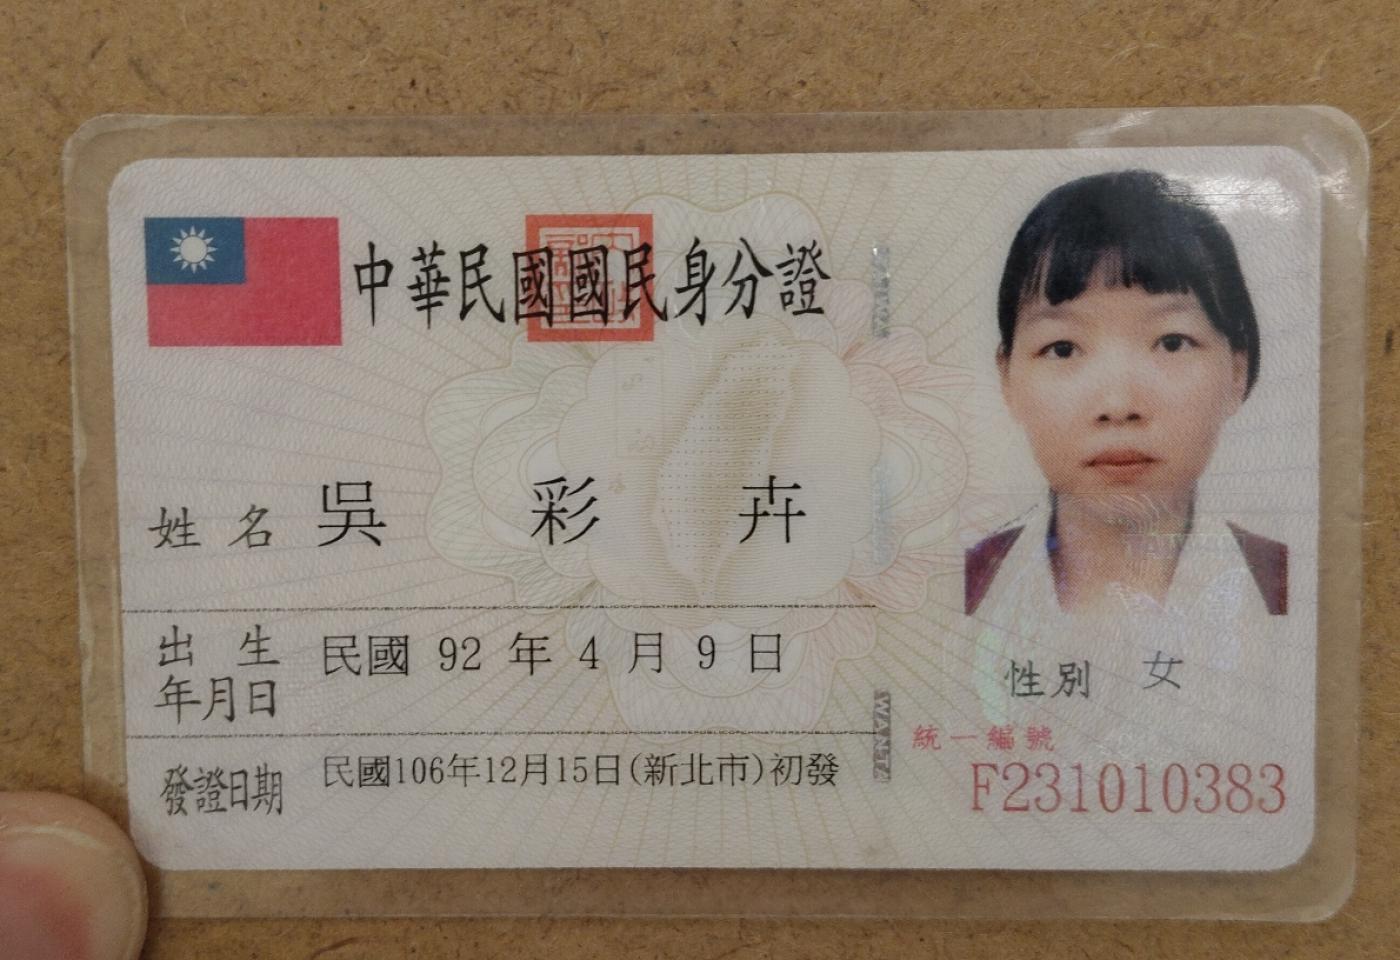 中華民國國民身分證
姓名 吳彩卉
出生年月日 民國 92 年 4 月 9 日
發證日期 民國106年12月15日(新北市)初發
性別 女
統一編號
F231010383
TAIWAN
TAIWAN